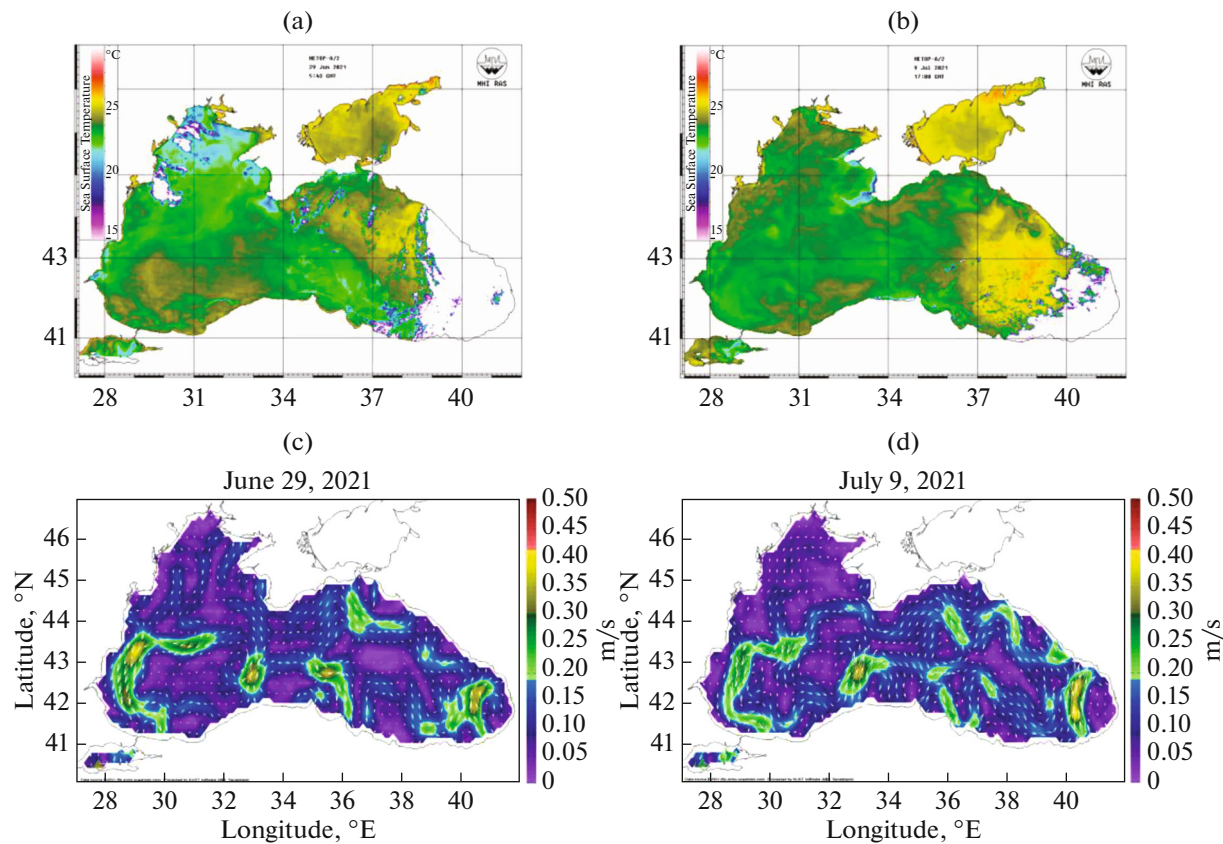 (a)
°C
25
20
15
Sea Surface Temperature
METOP-A/2
29 Jun 2021
5:40 GMT
MHI RAS
43
41
28 31 34 37 40
(b)
°C
25
20
15
Sea Surface Temperature
METOP-A/2
9 Jul 2021
17:00 GMT
MHI RAS
43
41
28 31 34 37 40
(c)
June 29, 2021
46
45
44
43
42
41
Latitude, °N
28 30 32 34 36 38 40
Longitude, °E
0.50
0.45
0.40
0.35
0.30
0.25
0.20
0.15
0.10
0.05
0
m/s
(d)
July 9, 2021
46
45
44
43
42
41
Latitude, °N
28 30 32 34 36 38 40
Longitude, °E
0.50
0.45
0.40
0.35
0.30
0.25
0.20
0.15
0.10
0.05
0
m/s